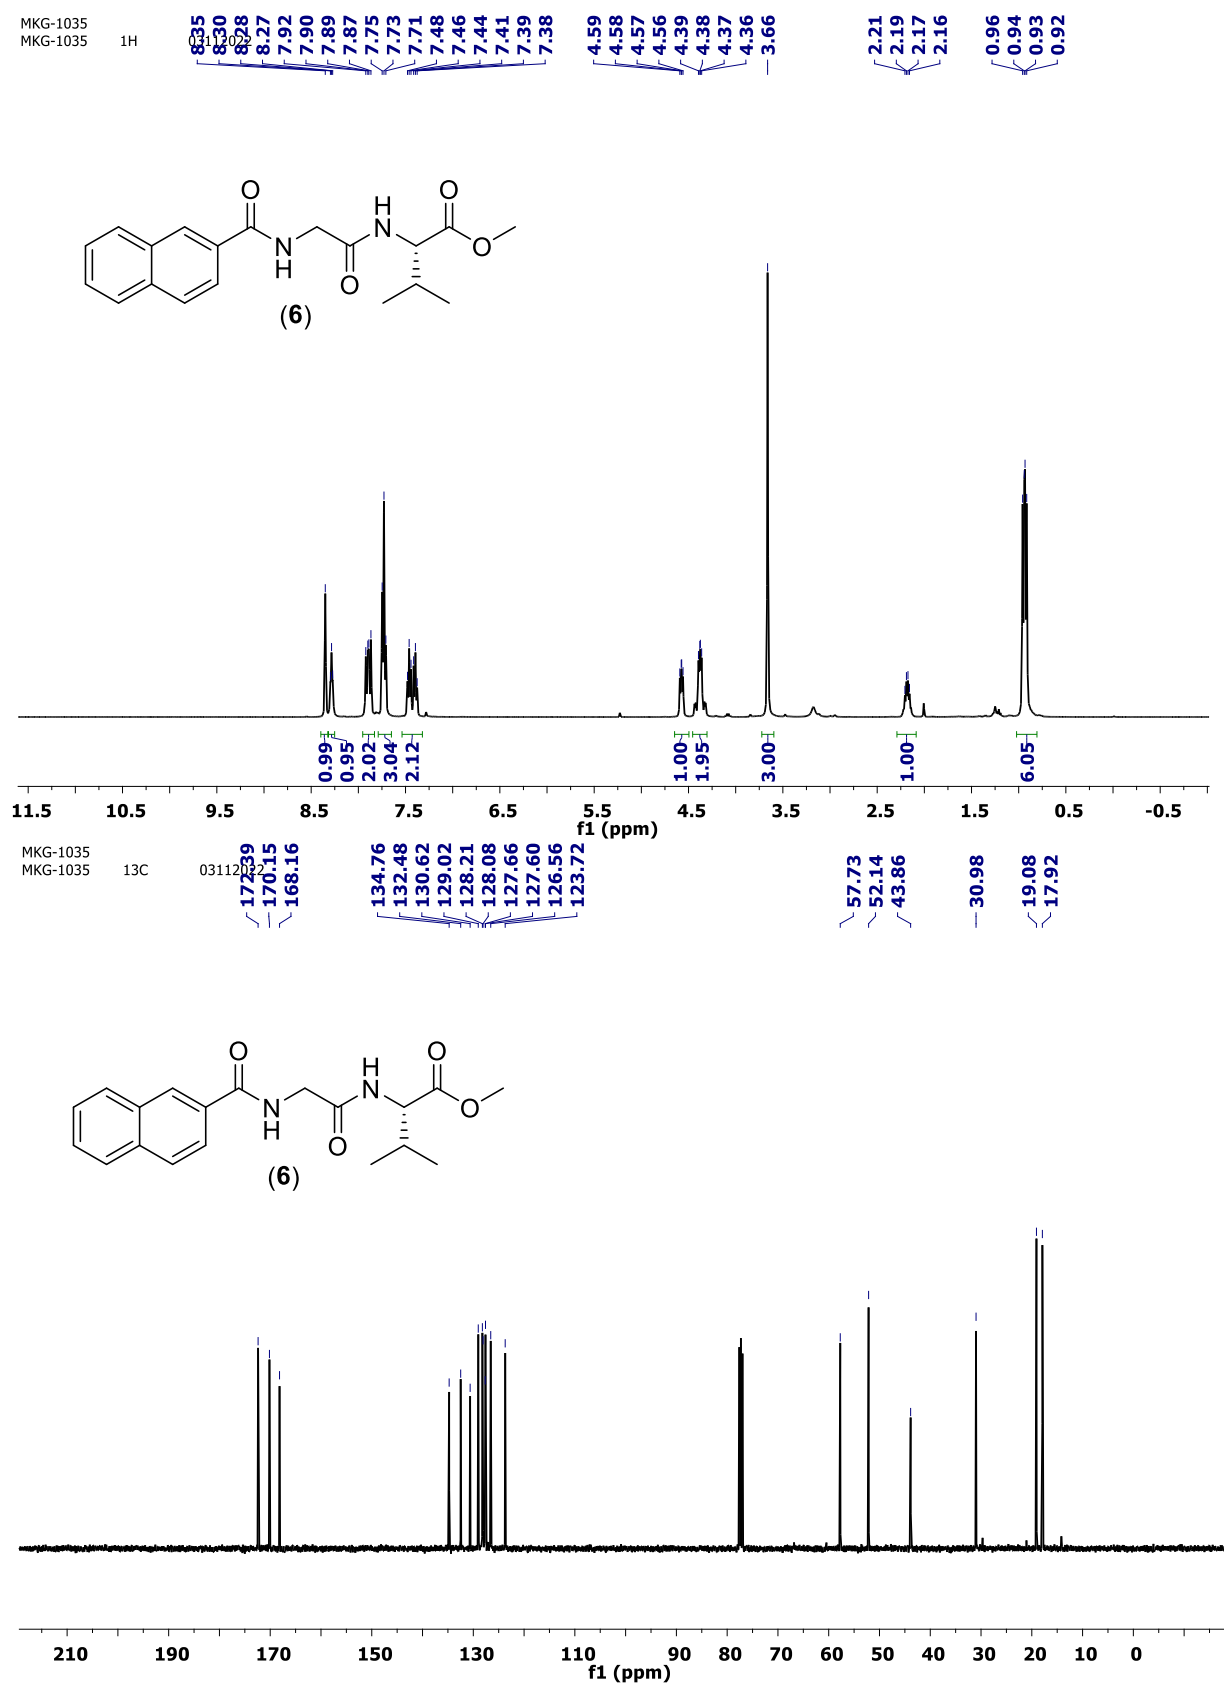 MKG-1035
MKG-1035 1H 03112022
8.35 8.30 8.28 8.27 7.92 7.90 7.89 7.87 7.75 7.73 7.71 7.48 7.46 7.44 7.41 7.39 7.38 4.59 4.58 4.57 4.56 4.39 4.38 4.37 4.36 3.66 2.21 2.19 2.17 2.16 0.96 0.94 0.93 0.92
O H O
N
N O
H O
(6)
0.99 0.95 2.02 3.04 2.12 1.00 1.95 3.00 1.00 6.05
11.5 10.5 9.5 8.5 7.5 6.5 5.5 4.5 3.5 2.5 1.5 0.5 -0.5
f1 (ppm)
MKG-1035
MKG-1035 13C 03112022
172.39 170.15 168.16 134.76 132.48 130.62 129.02 128.21 128.08 127.66 127.60 126.56 123.72 57.73 52.14 43.86 30.98 19.08 17.92
O H O
N
N O
H O
(6)
210 190 170 150 130 110 90 80 70 60 50 40 30 20 10 0
f1 (ppm)